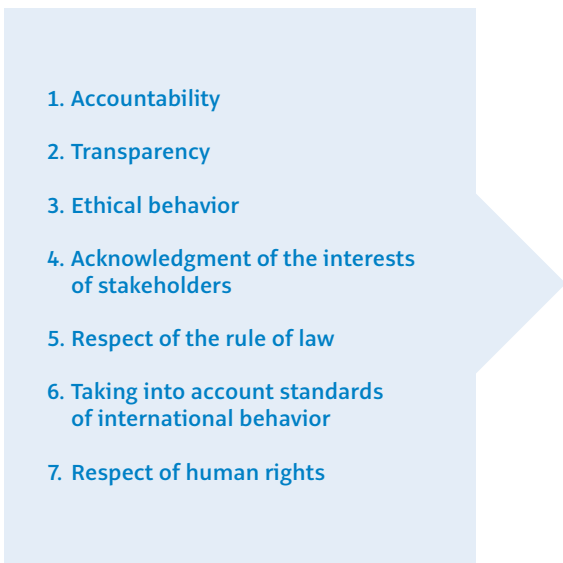 1. Accountability
2. Transparency
3. Ethical behavior
4. Acknowledgment of the interests
of stakeholders
5. Respect of the rule of law
6. Taking into account standards
of international behavior
7. Respect of human rights